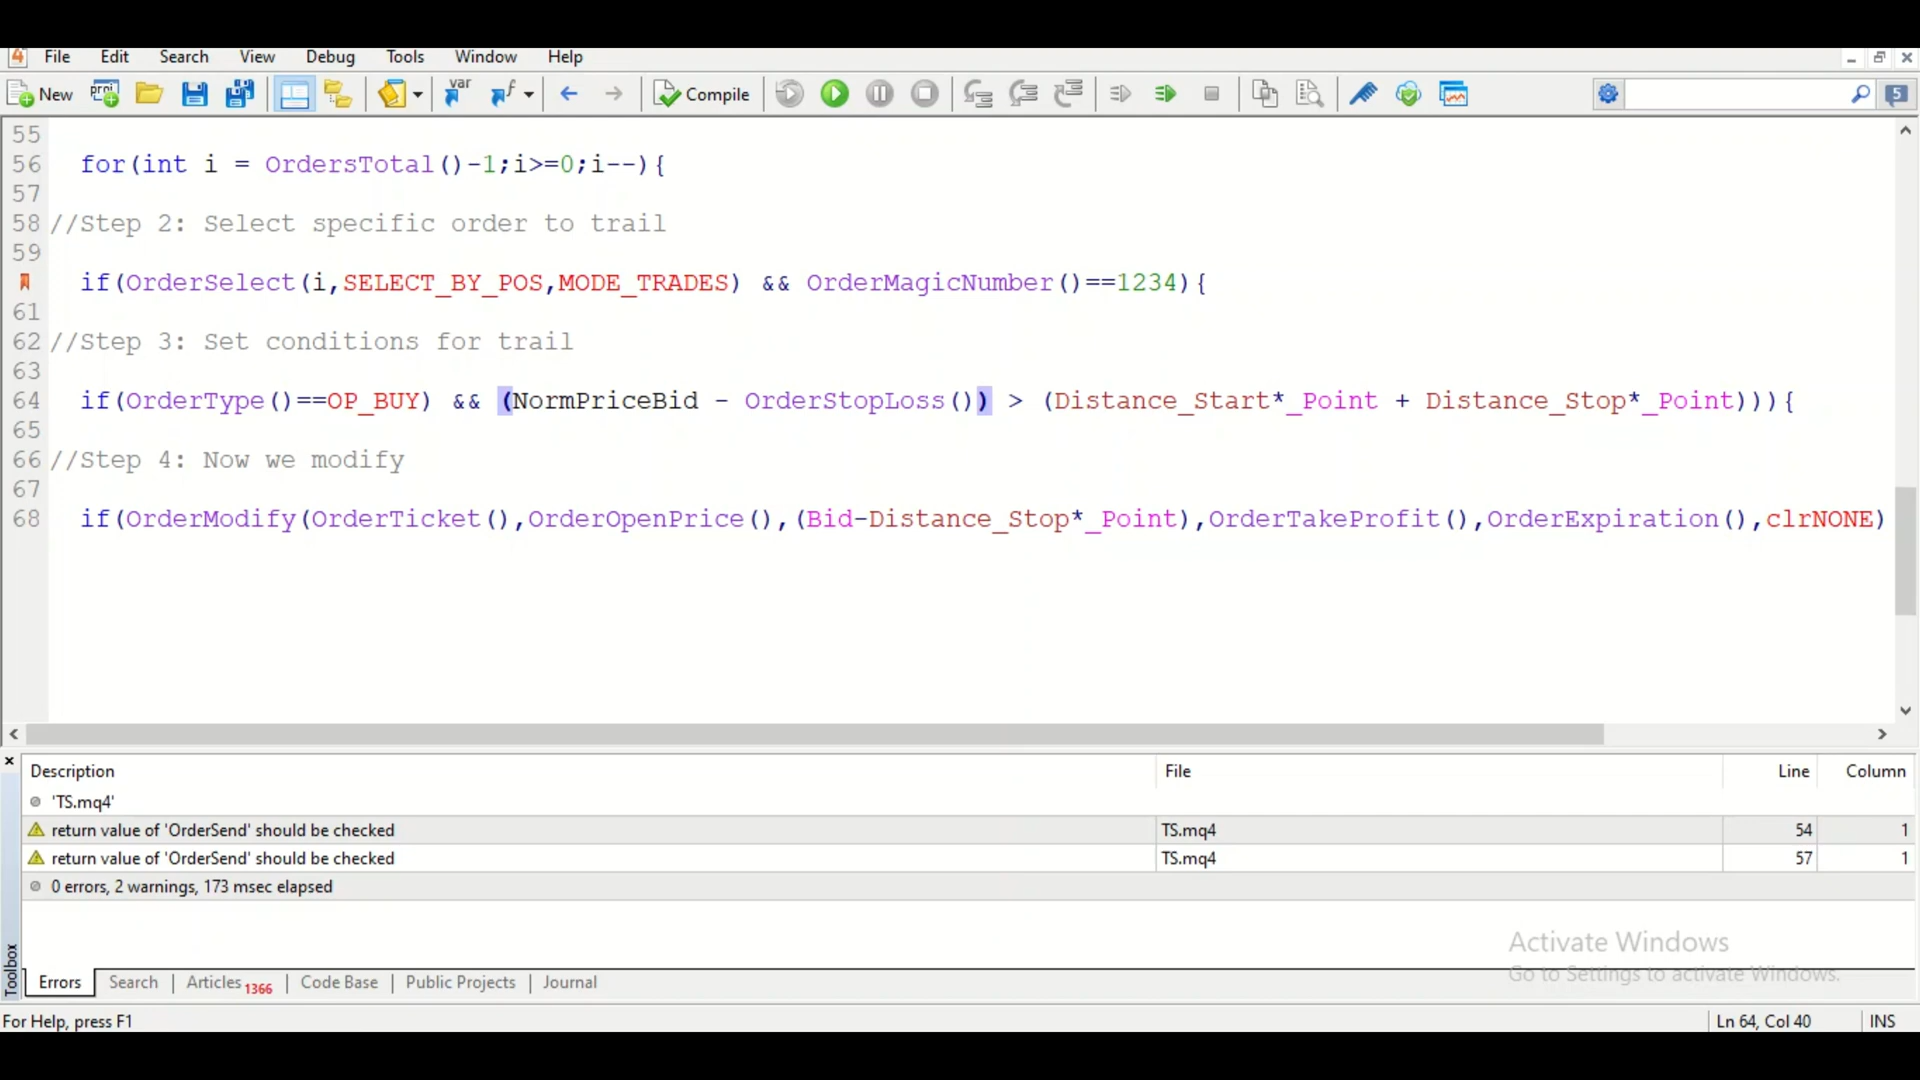 File Edit Search View Debug Tools Window Help
New Compile 5
55
56 for(int i = OrdersTotal()-1;i>=0;i--){
57
58 //Step 2: Select specific order to trail
59
if(OrderSelect(i,SELECT_BY_POS,MODE_TRADES) && OrderMagicNumber()==1234){
61
62 //Step 3: Set conditions for trail
63
64 if(OrderType()==OP_BUY) && (NormPriceBid - OrderStopLoss()) > (Distance_Start*_Point + Distance_Stop*_Point))){
65
66 //Step 4: Now we modify
67
68 if(OrderModify(OrderTicket(),OrderOpenPrice(),(Bid-Distance_Stop*_Point),OrderTakeProfit(),OrderExpiration(),clrNONE)
Description File Line Column
'TS.mq4'
return value of 'OrderSend' should be checked TS.mq4 54 1
return value of 'OrderSend' should be checked TS.mq4 57 1
0 errors, 2 warnings, 173 msec elapsed
Activate Windows
Go to Settings to activate Windows.
Toolbox
Errors Search Articles 1366 Code Base Public Projects Journal
For Help, press F1 Ln 64, Col 40 INS